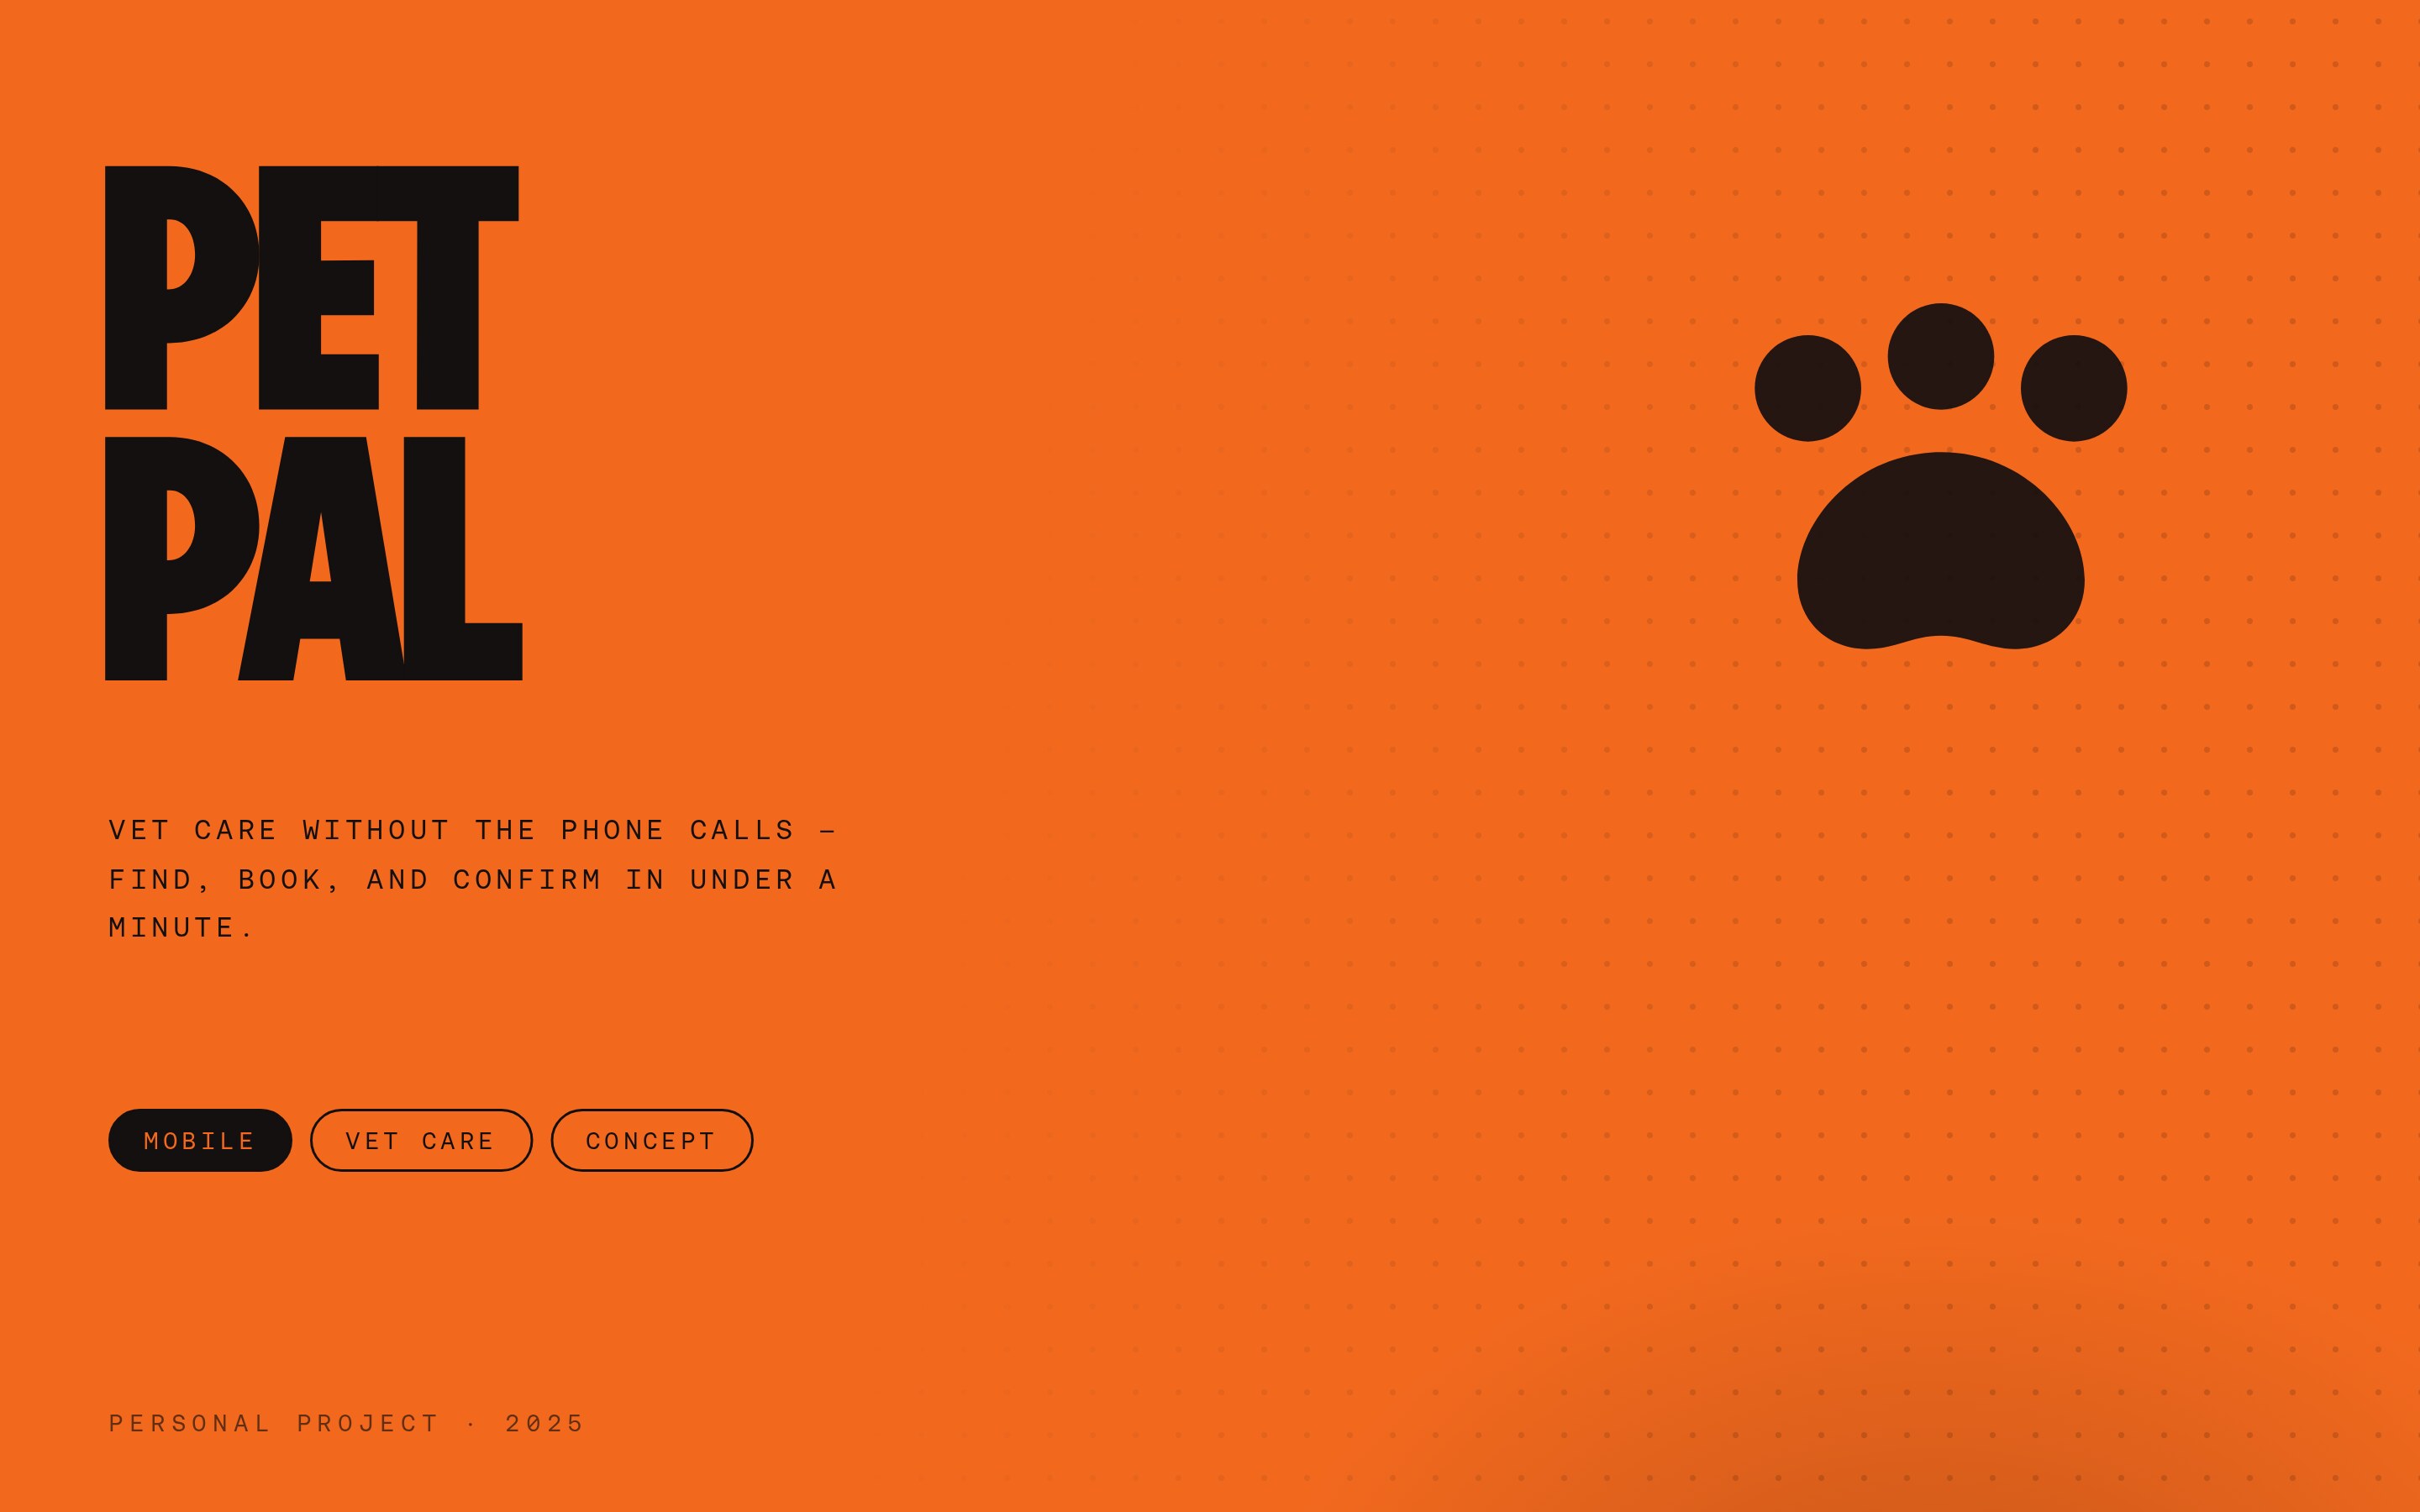 PET
PAL
VET CARE WITHOUT THE PHONE CALLS –
FIND, BOOK, AND CONFIRM IN UNDER A
MINUTE.
MOBILE
VET CARE
CONCEPT
PERSONAL PROJECT · 2025